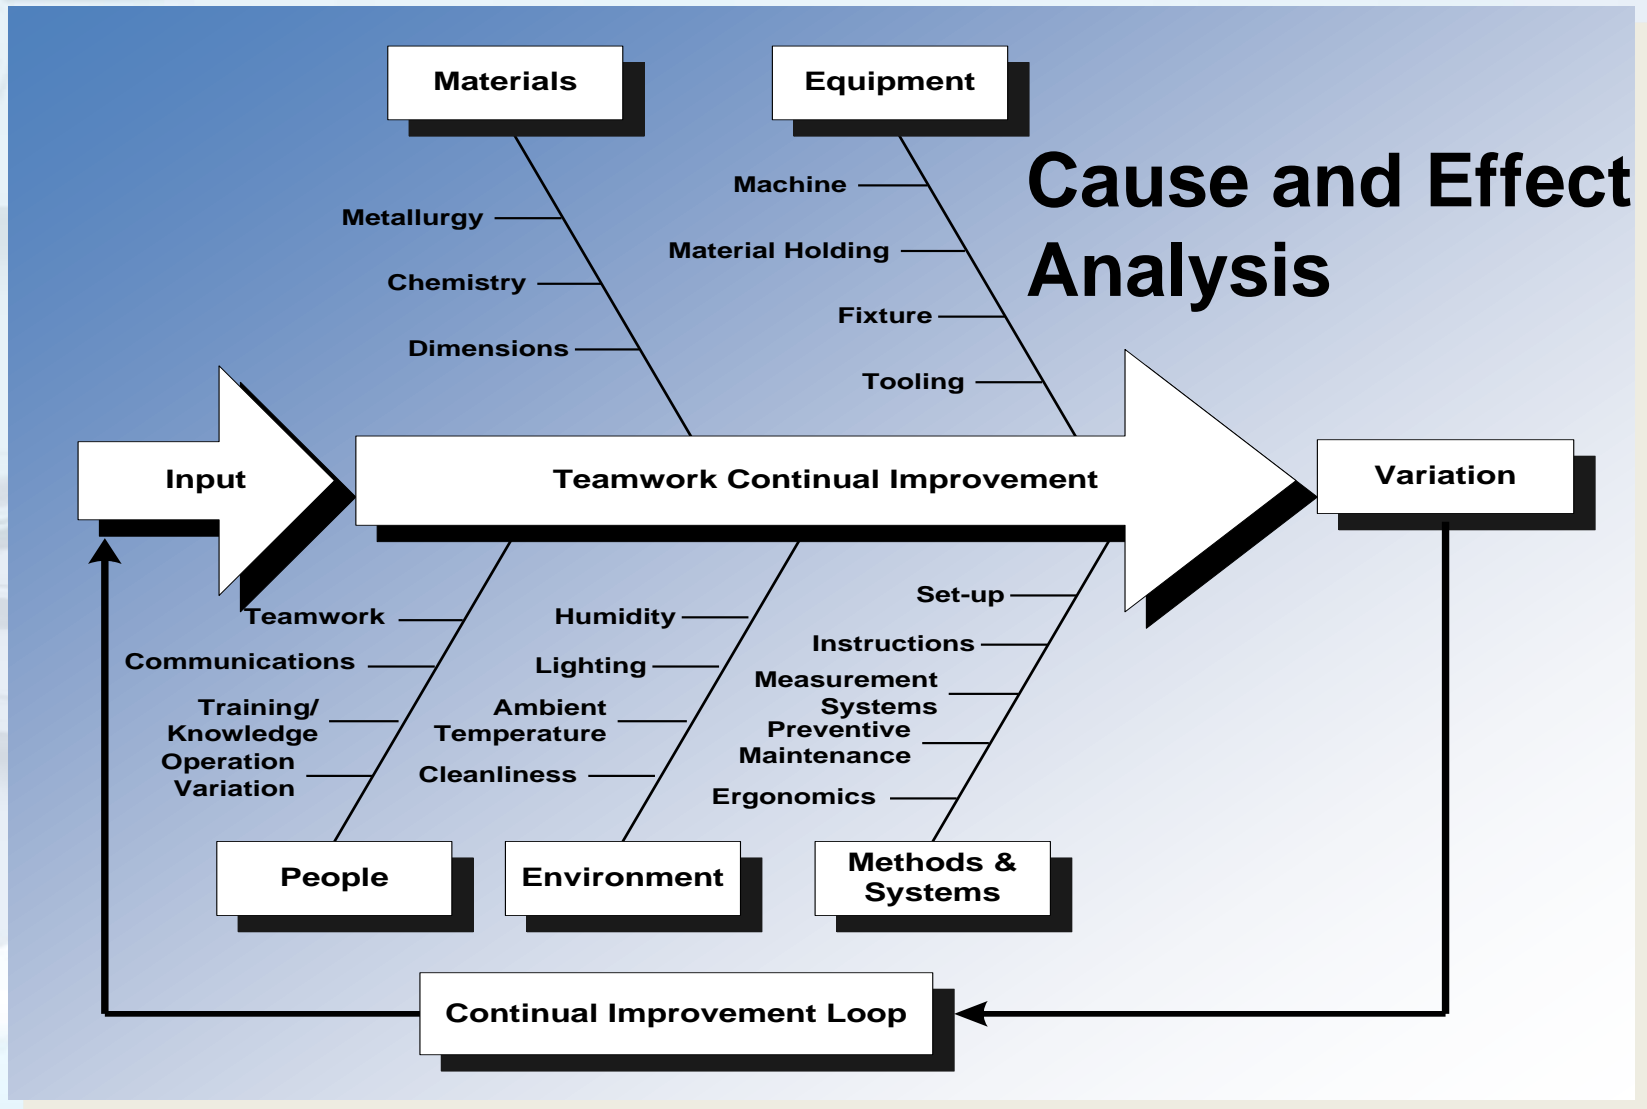 Materials
Equipment
Cause and Effect
Analysis
Machine
Metallurgy
Material Holding
Chemistry
Fixture
Dimensions
Tooling
Input
Teamwork Continual Improvement
Variation
Teamwork
Communications
Training/
Knowledge
Operation
Variation
Humidity
Lighting
Ambient
Temperature
Cleanliness
Set-up
Instructions
Measurement
Systems
Preventive
Maintenance
Ergonomics
People
Environment
Methods &
Systems
Continual Improvement Loop